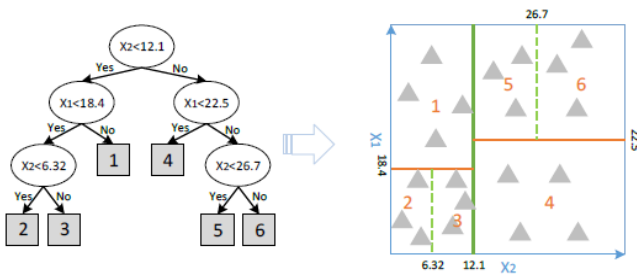 X₂<12.1
Yes No
X₁<18.4 X₁<22.5
Yes No Yes No
X₂<6.32 1 4 X₂<26.7
Yes No Yes No
2 3 5 6
26.7
X₁
1 5 6
18.4 22.5
2 3 4
6.32 12.1
X₂